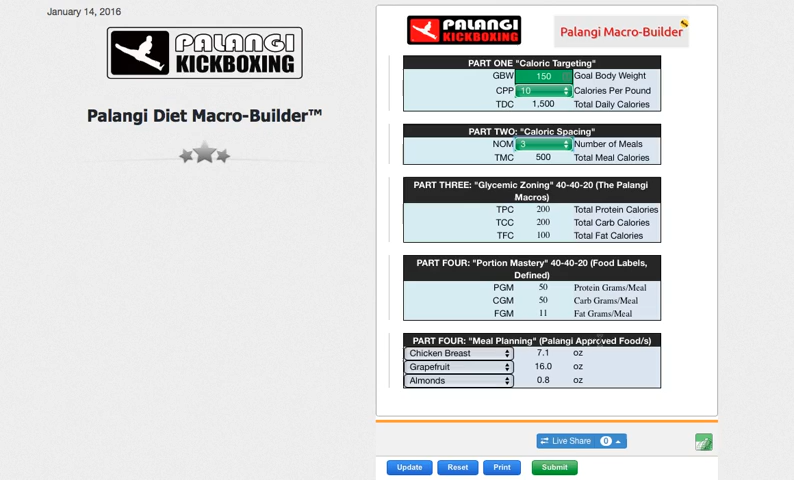 January 14, 2016
PALANGI
KICKBOXING
Palangi Diet Macro-Builder™
PALANGI
KICKBOXING
Palangi Macro-Builder
PART ONE "Caloric Targeting"
GBW 150 Goal Body Weight
CPP 10 Calories Per Pound
TDC 1,500 Total Daily Calories
PART TWO: "Caloric Spacing"
NOM 3 Number of Meals
TMC 500 Total Meal Calories
PART THREE: "Glycemic Zoning" 40-40-20 (The Palangi
Macros)
TPC 200 Total Protein Calories
TCC 200 Total Carb Calories
TFC 100 Total Fat Calories
PART FOUR: "Portion Mastery" 40-40-20 (Food Labels,
Defined)
PGM 50 Protein Grams/Meal
CGM 50 Carb Grams/Meal
FGM 11 Fat Grams/Meal
PART FOUR: "Meal Planning" (Palangi Approved Food/s)
Chicken Breast 7.1 oz
Grapefruit 16.0 oz
Almonds 0.8 oz
Live Share 0
Update Reset Print Submit